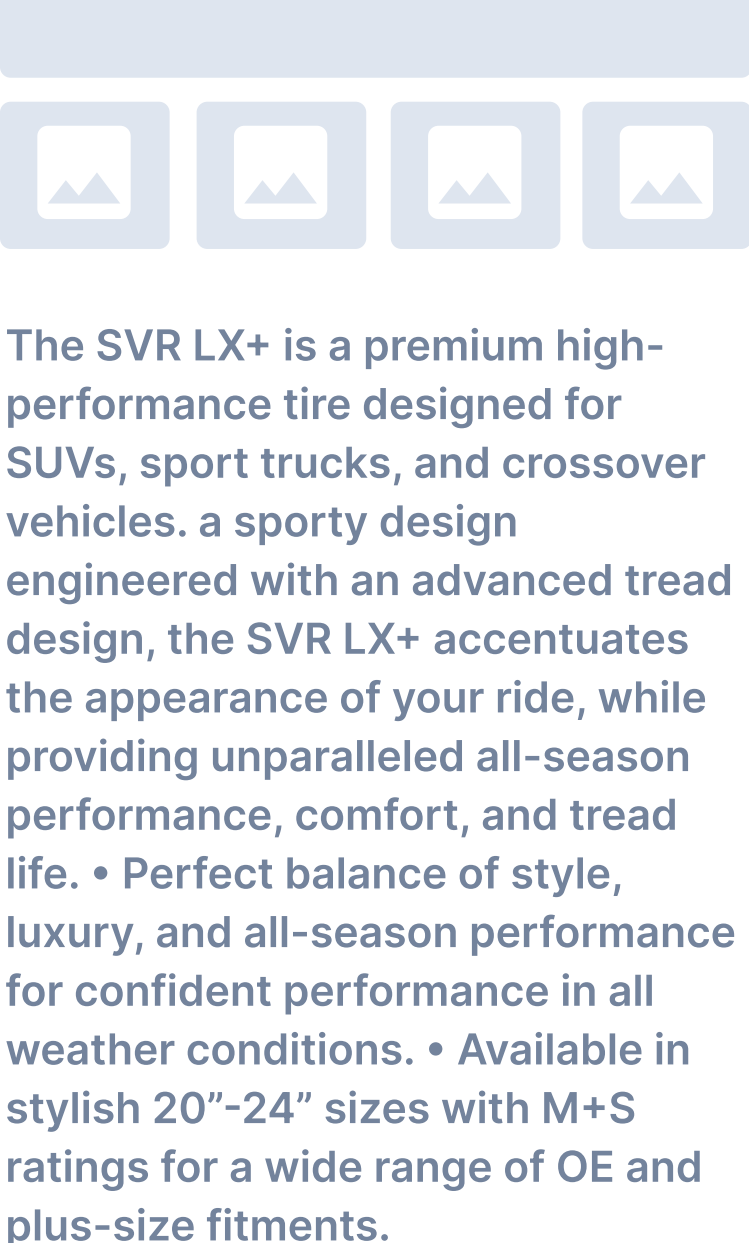 The SVR LX+ is a premium high-
performance tire designed for
SUVs, sport trucks, and crossover
vehicles. a sporty design
engineered with an advanced tread
design, the SVR LX+ accentuates
the appearance of your ride, while
providing unparalleled all-season
performance, comfort, and tread
life. • Perfect balance of style,
luxury, and all-season performance
for confident performance in all
weather conditions. • Available in
stylish 20”-24” sizes with M+S
ratings for a wide range of OE and
plus-size fitments.